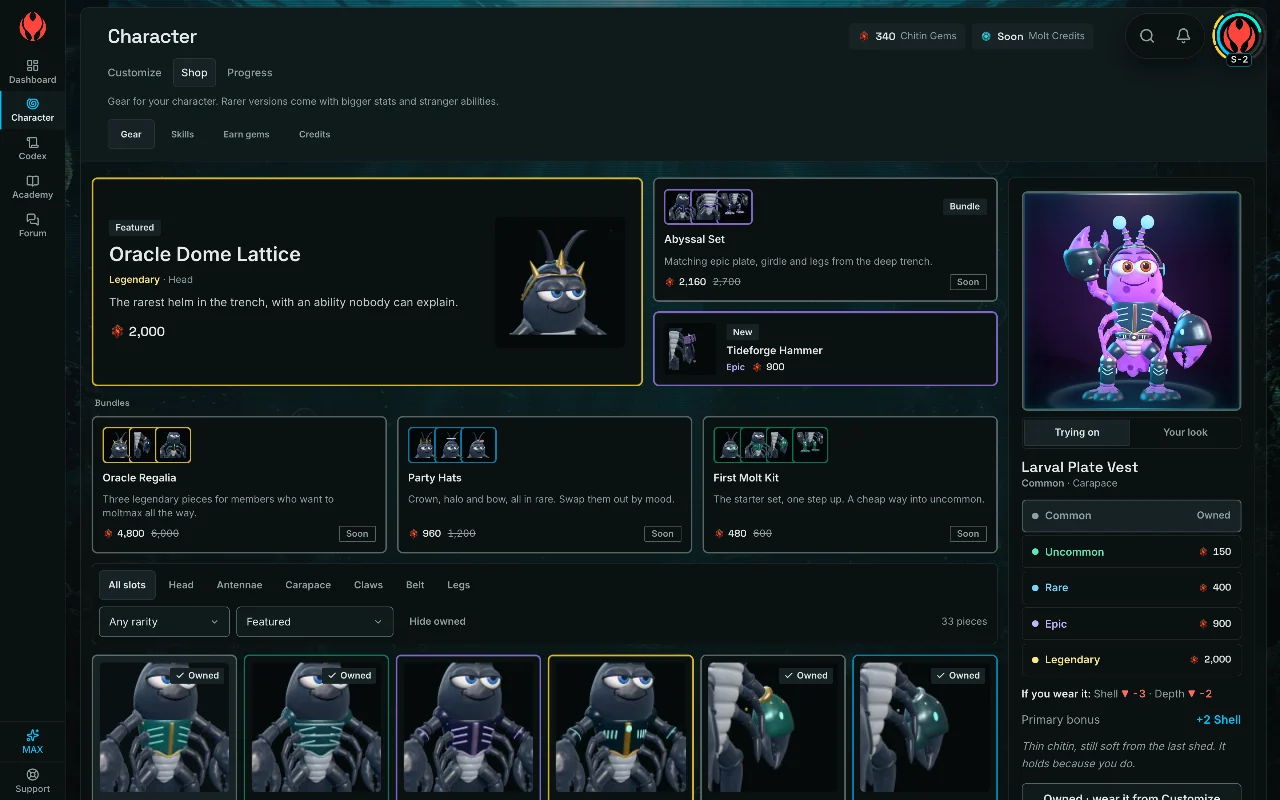 Character
340 Chitin Gems
Soon Molt Credits
S-2
Dashboard
Character
Codex
Academy
Forum
MAX
Support
Customize
Shop
Progress
Gear for your character. Rarer versions come with bigger stats and stranger abilities.
Gear
Skills
Earn gems
Credits
Featured
Oracle Dome Lattice
Legendary · Head
The rarest helm in the trench, with an ability nobody can explain.
2,000
Bundle
Abyssal Set
Matching epic plate, girdle and legs from the deep trench.
2,160 2,700
Soon
New
Tideforge Hammer
Epic 900
Bundles
Oracle Regalia
Three legendary pieces for members who want to
moltmax all the way.
4,800 6,000
Soon
Party Hats
Crown, halo and bow, all in rare. Swap them out by mood.
960 1,200
Soon
First Molt Kit
The starter set, one step up. A cheap way into uncommon.
480 600
Soon
All slots
Head
Antennae
Carapace
Claws
Belt
Legs
Any rarity
Featured
Hide owned
33 pieces
Owned
Owned
Owned
Owned
Trying on
Your look
Larval Plate Vest
Common · Carapace
Common Owned
Uncommon 150
Rare 400
Epic 900
Legendary 2,000
If you wear it: Shell ▼ -3 · Depth ▼ -2
Primary bonus +2 Shell
Thin chitin, still soft from the last shed. It
holds because you do.
Owned · wear it from Customize